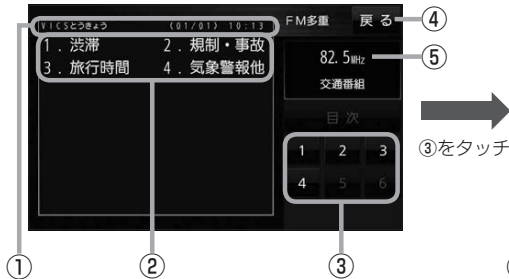 VICSとうきょう (01/01) 10:13
FM多重 戻る ④
1.渋滞 2.規制・事故
3.旅行時間 4.気象警報他
82.5MHz ⑤
交通番組
目次
1 2 3
4 5 6
③をタッチ
① ② ③